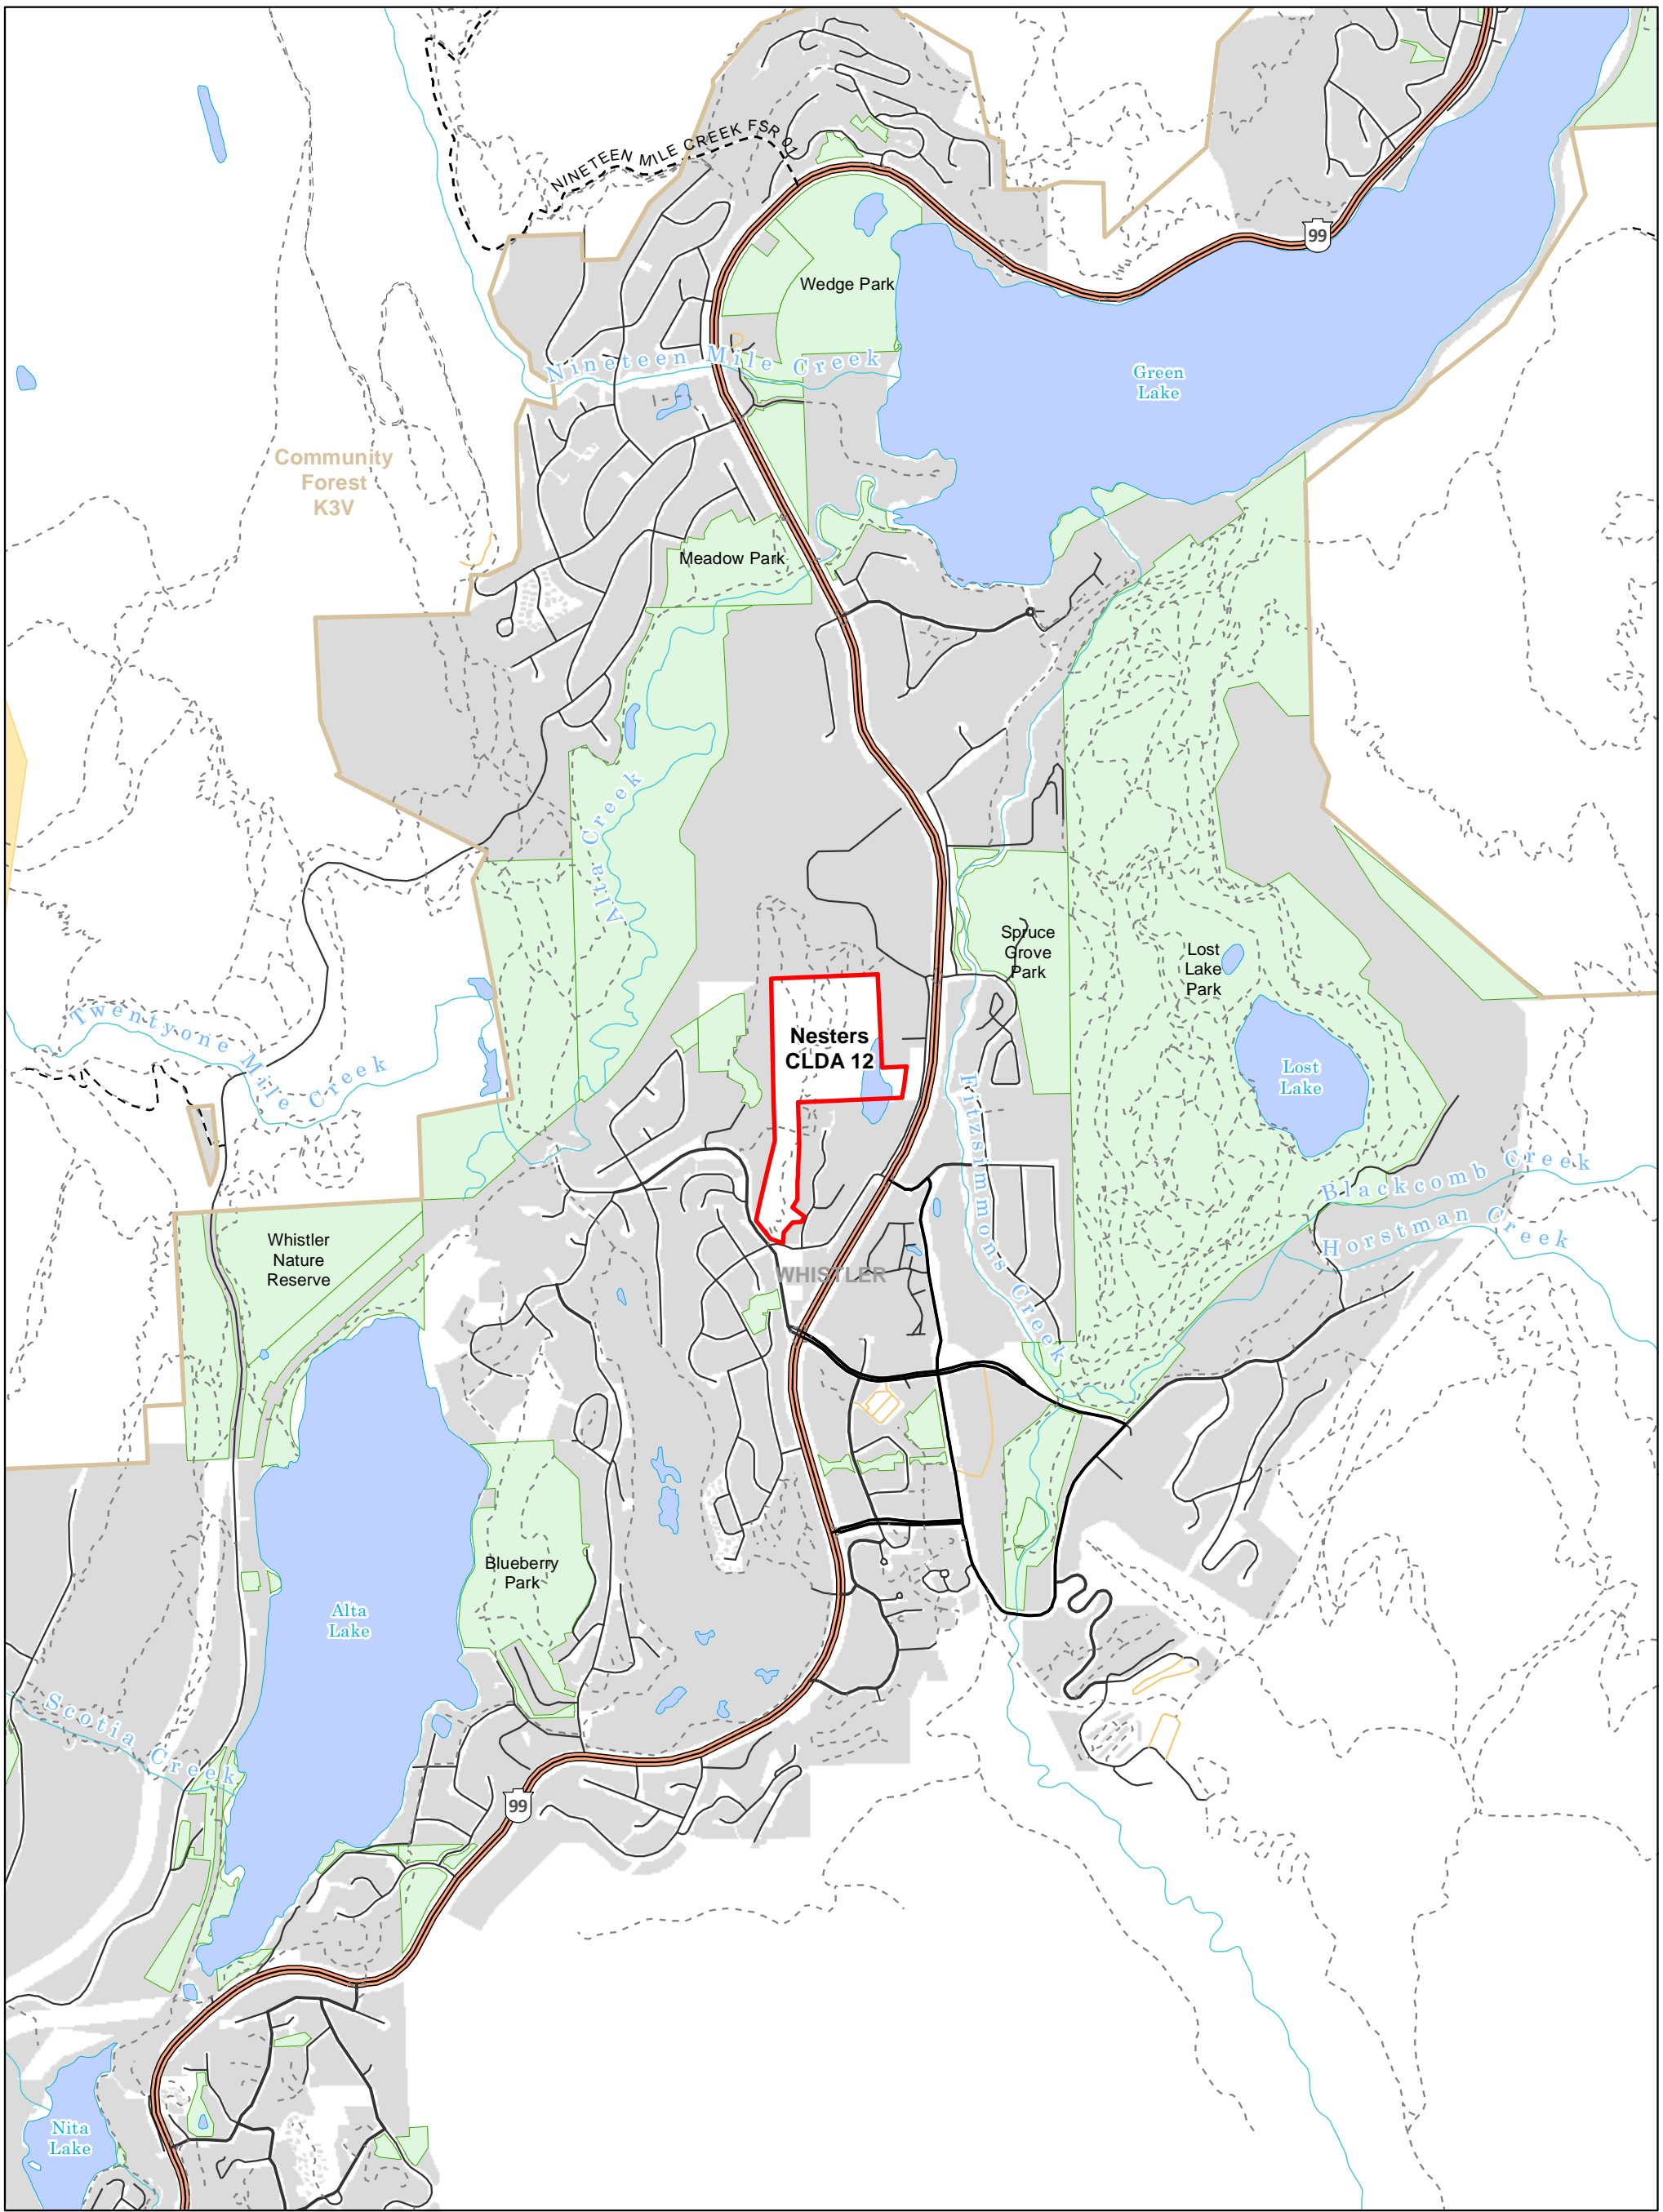 NINETEEN MILE CREEK FSR 01
99
Wedge Park
Nineteen Mile Creek
Green
Lake
Community
Forest
K3V
Meadow Park
Alta Creek
Spruce
Grove
Park
Lost
Lake
Park
Twentyone Mile Creek
Nesters
CLDA 12
Lost
Lake
Fitzsimmons Creek
Blackcomb Creek
Horstman Creek
Whistler
Nature
Reserve
WHISTLER
Blueberry
Park
Alta
Lake
Scotia Creek
99
Nita
Lake